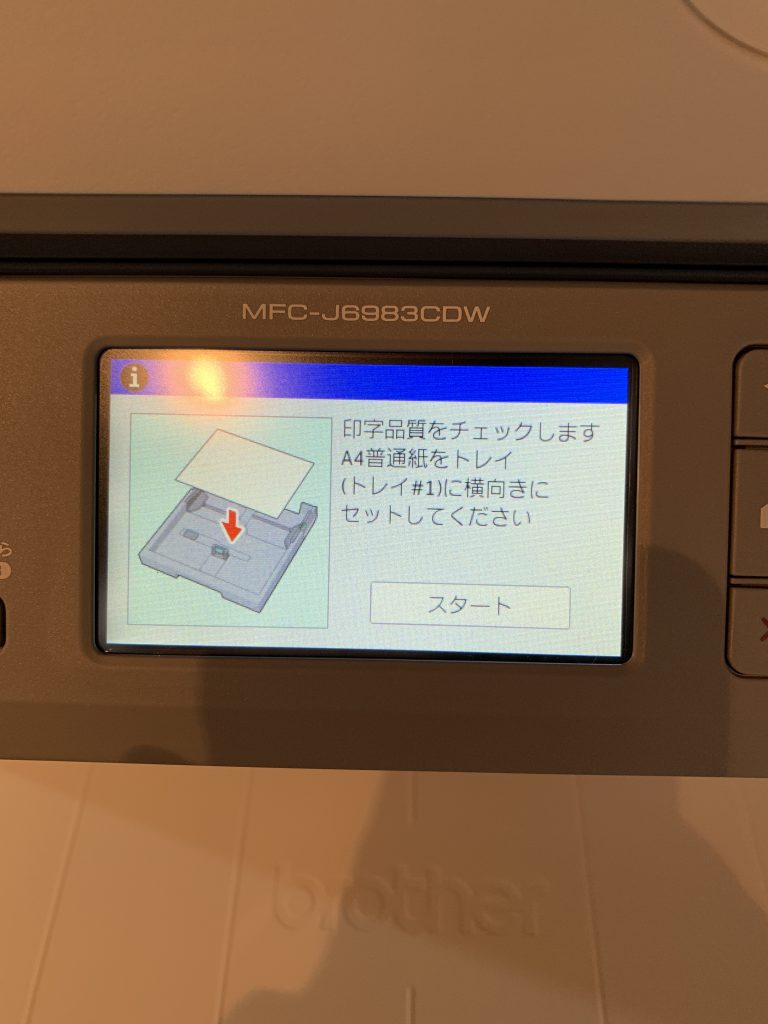 MFC-J6983CDW
i
印字品質をチェックします
A4普通紙をトレイ
(トレイ#1)に横向きに
セットしてください
スタート
ら
brother